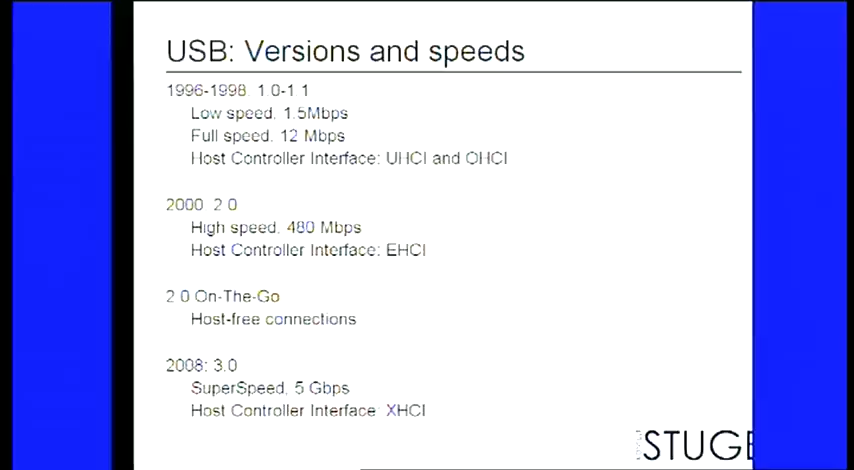 USB: Versions and speeds
1996-1998: 1.0-1.1
Low speed, 1.5Mbps
Full speed, 12 Mbps
Host Controller Interface: UHCI and OHCI
2000: 2.0
High speed, 480 Mbps
Host Controller Interface: EHCI
2.0 On-The-Go
Host-free connections
2008: 3.0
SuperSpeed, 5 Gbps
Host Controller Interface: XHCI
STUGE